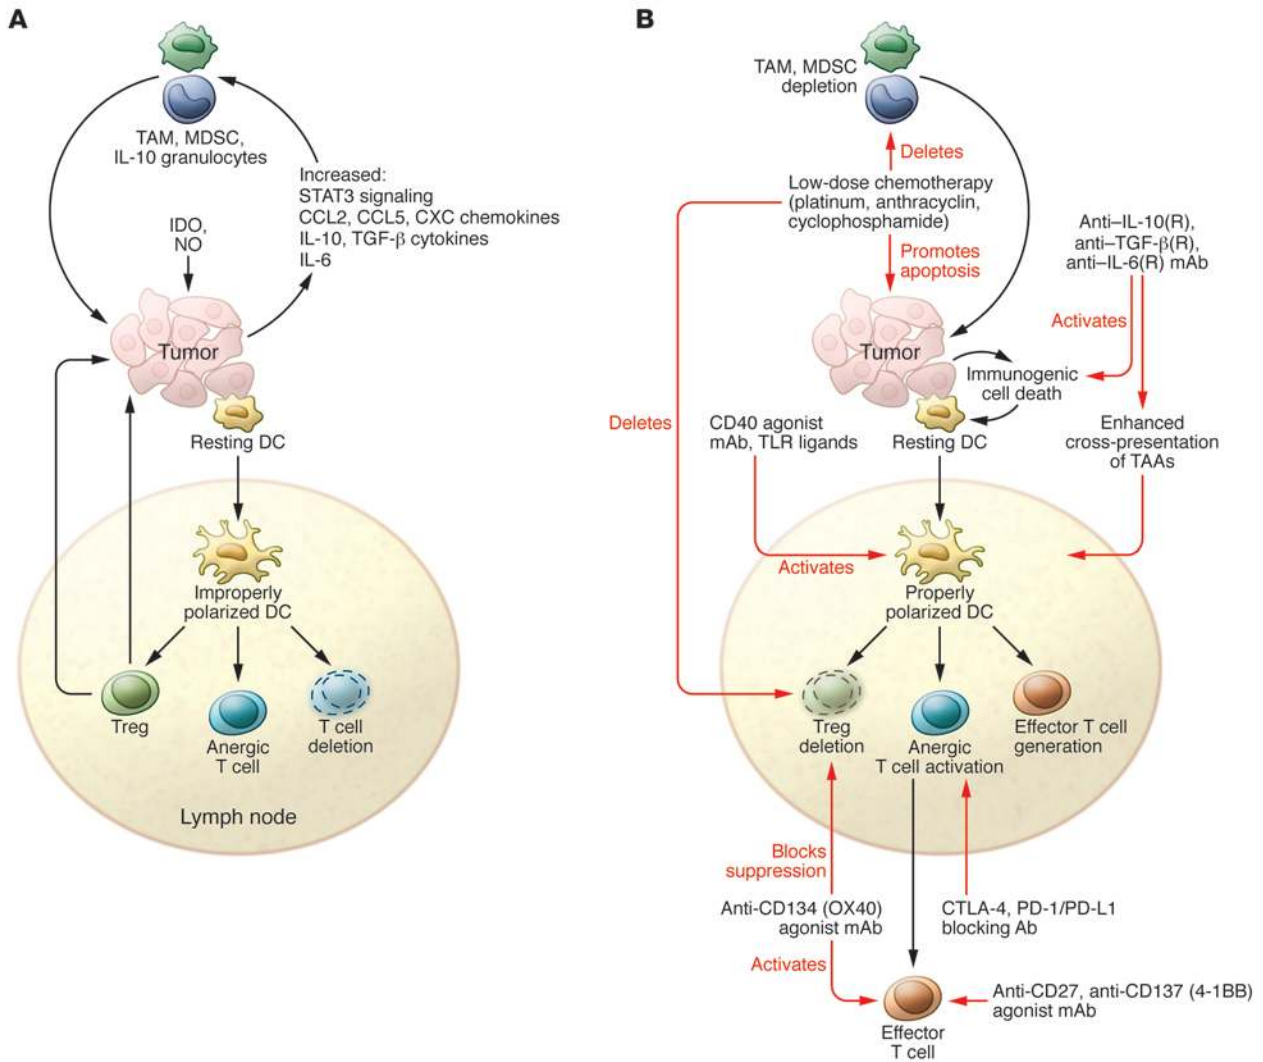 A
TAM, MDSC,
IL-10 granulocytes
Increased:
STAT3 signaling
CCL2, CCL5, CXC chemokines
IL-10, TGF-β cytokines
IL-6
IDO,
NO
Tumor
Resting DC
Improperly
polarized DC
Treg
Anergic
T cell
T cell
deletion
Lymph node
B
TAM, MDSC
depletion
Deletes
Low-dose chemotherapy
(platinum, anthracyclin,
cyclophosphamide)
Promotes
apoptosis
Anti–IL-10(R),
anti–TGF-β(R),
anti–IL-6(R) mAb
Activates
Tumor
Immunogenic
cell death
Deletes
CD40 agonist
mAb, TLR ligands
Resting DC
Enhanced
cross-presentation
of TAAs
Activates
Properly
polarized DC
Treg
deletion
Anergic
T cell activation
Effector T cell
generation
Blocks
suppression
Anti-CD134 (OX40)
agonist mAb
CTLA-4, PD-1/PD-L1
blocking Ab
Activates
Anti-CD27, anti-CD137 (4-1BB)
agonist mAb
Effector
T cell